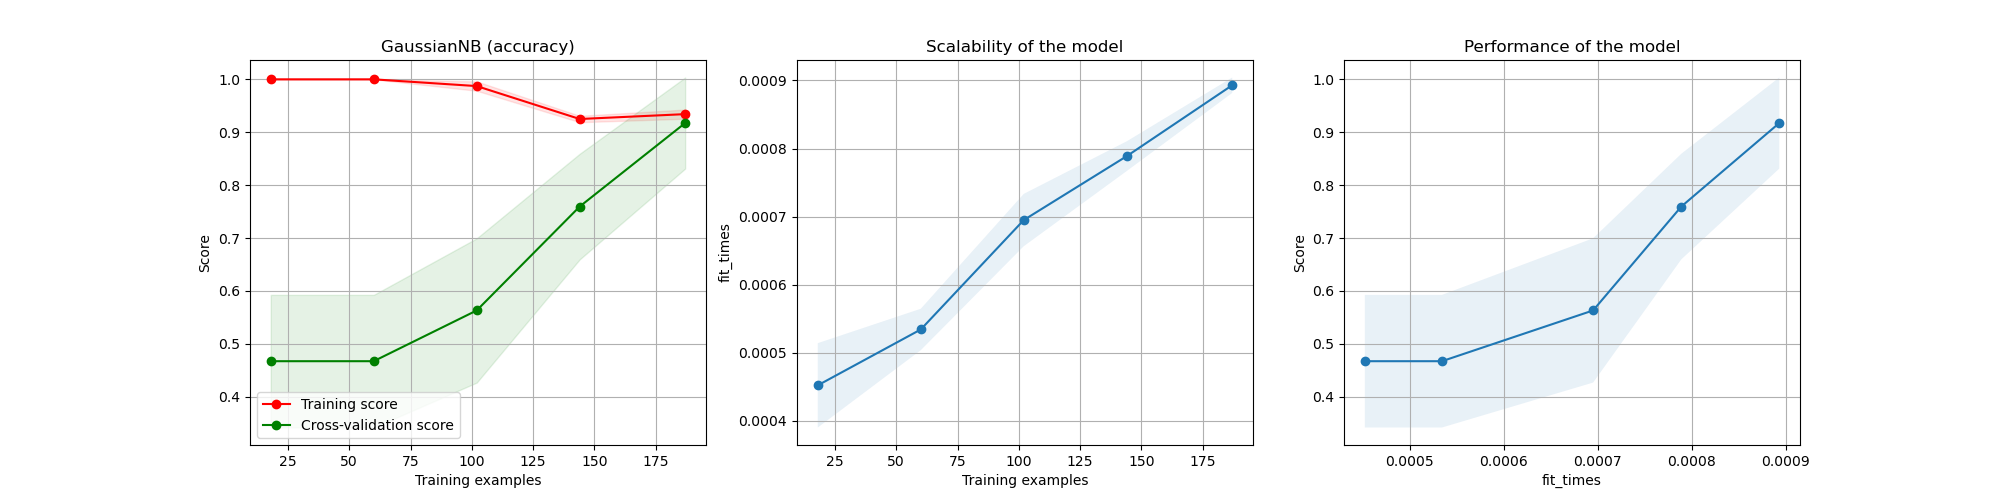 GaussianNB (accuracy)
1.0
0.9
0.8
0.7
0.6
0.5
0.4
Score
Training score
Cross-validation score
25 50 75 100 125 150 175
Training examples
Scalability of the model
0.0009
0.0008
0.0007
0.0006
0.0005
0.0004
fit_times
25 50 75 100 125 150 175
Training examples
Performance of the model
1.0
0.9
0.8
0.7
0.6
0.5
0.4
Score
0.0005 0.0006 0.0007 0.0008 0.0009
fit_times